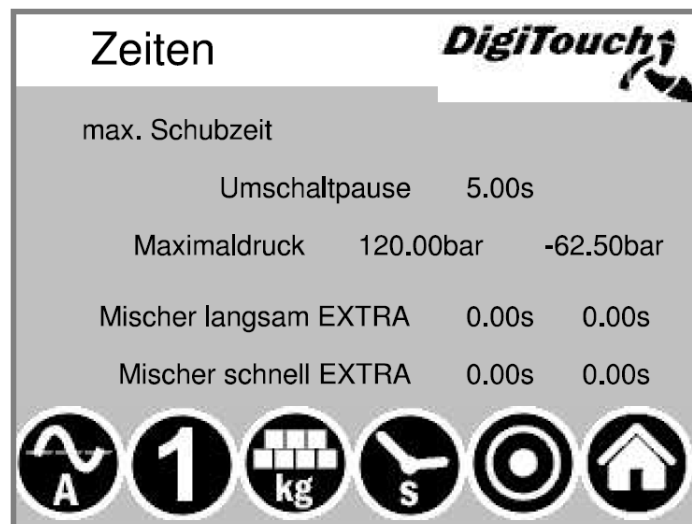 Zeiten
DigiTouch
max. Schubzeit
Umschaltpause 5.00s
Maximaldruck 120.00bar -62.50bar
Mischer langsam EXTRA 0.00s 0.00s
Mischer schnell EXTRA 0.00s 0.00s
A 1 kg s